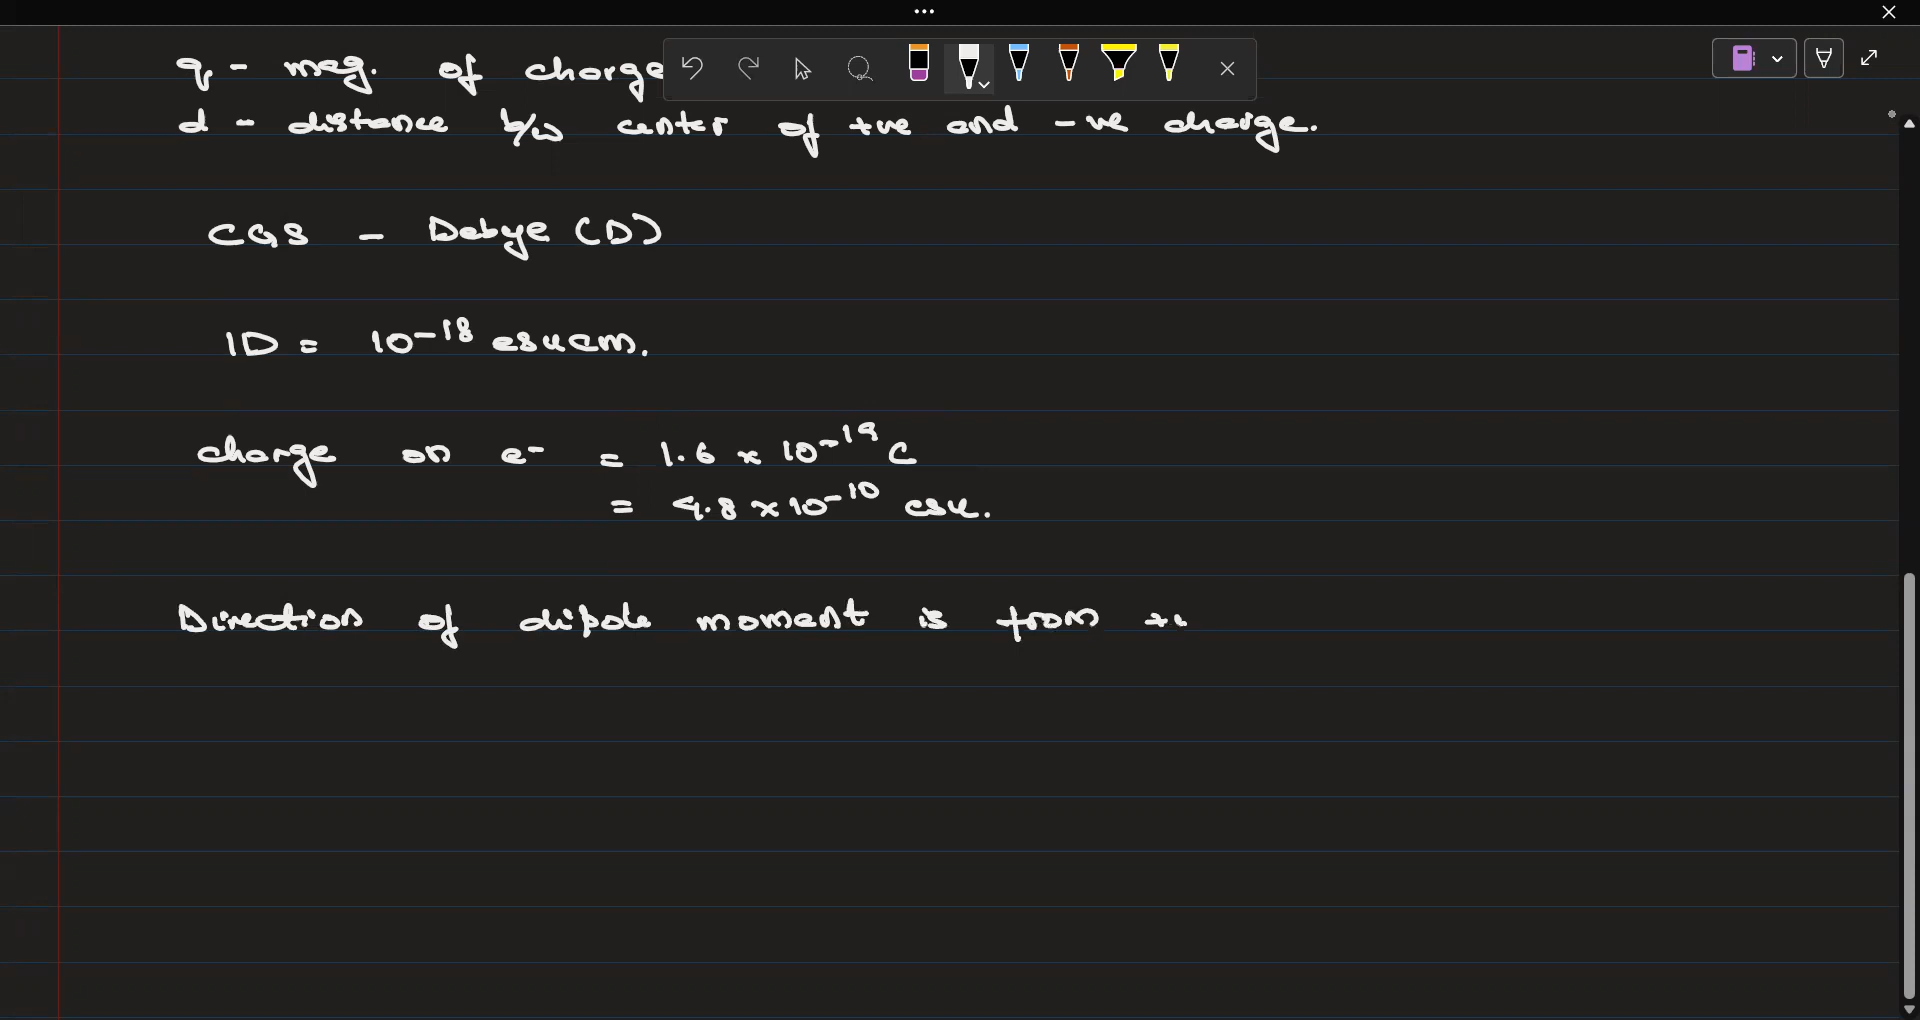 q - mag. of charge
d - distance b/w center of +ve and -ve charge.
CGS - Debye (D)
1D = 10⁻¹⁸ esucm.
charge on e⁻ = 1.6 × 10⁻¹⁹ C
= 4.8 × 10⁻¹⁰ esu.
Direction of dipole moment is from +